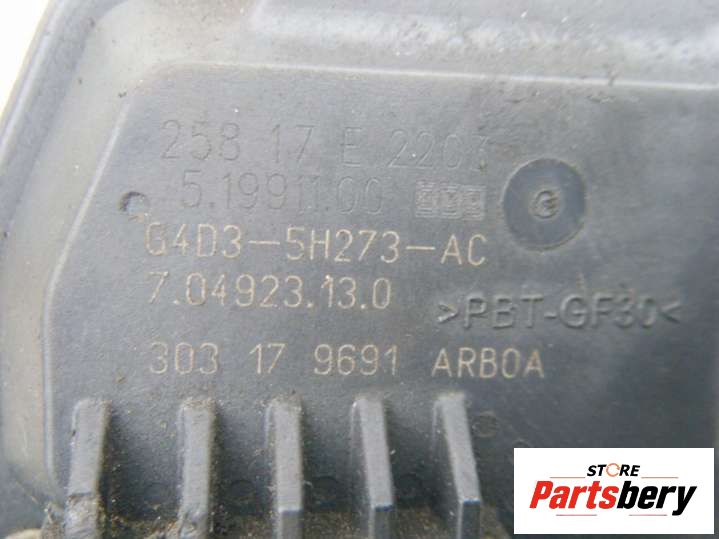 258 17 E 2203
5.19911.00
G4D3-5H273-AC
7.04923.13.0
>PBT-GF30<
303 17 9691 ARB0A
STORE
Partsbery